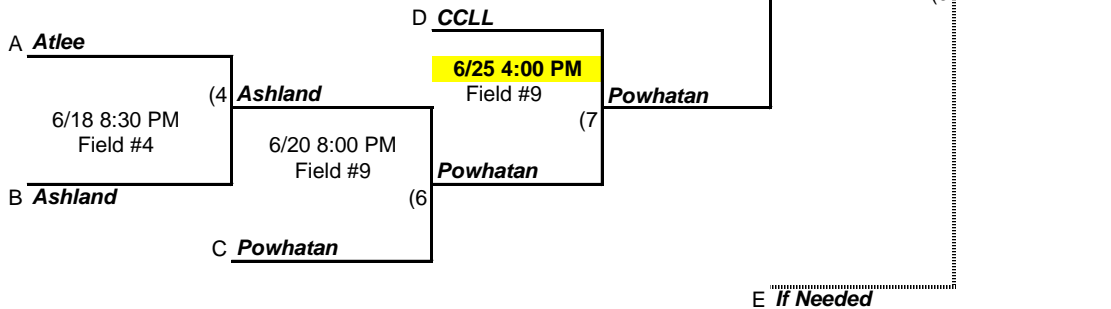 D CCLL
A Atlee
6/25 4:00 PM
(4 Ashland
Field #9
Powhatan
6/18 8:30 PM
(7
Field #4
6/20 8:00 PM
Field #9
Powhatan
B Ashland
(6
C Powhatan
E If Needed